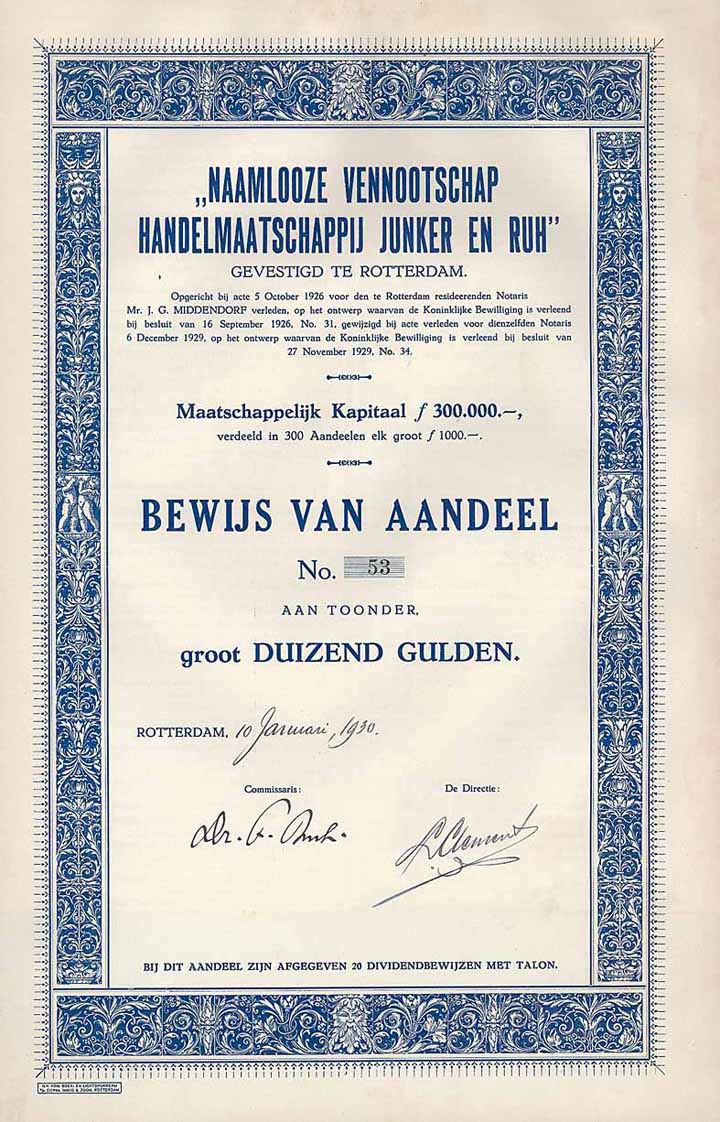 „NAAMLOOZE VENNOOTSCHAP
HANDELMAATSCHAPPIJ JUNKER EN RUH”
GEVESTIGD TE ROTTERDAM.
Opgericht bij acte 5 October 1926 voor den te Rotterdam resideerenden Notaris
Mr. J. G. MIDDENDORF verleden, op het ontwerp waarvan de Koninklijke Bewilliging is verleend
bij besluit van 16 September 1926, No. 31, gewijzigd bij acte verleden voor dienzelfden Notaris
6 December 1929, op het ontwerp waarvan de Koninklijke Bewilliging is verleend bij besluit van
27 November 1929, No. 34.
Maatschappelijk Kapitaal ƒ 300.000.—,
verdeeld in 300 Aandeelen elk groot ƒ 1000.—.
BEWIJS VAN AANDEEL
No. 53
AAN TOONDER,
groot DUIZEND GULDEN.
ROTTERDAM, 10 Januari, 1930.
Commissaris: De Directie:
Dr. L. Clement
BIJ DIT AANDEEL ZIJN AFGEGEVEN 20 DIVIDENDBEWIJZEN MET TALON.